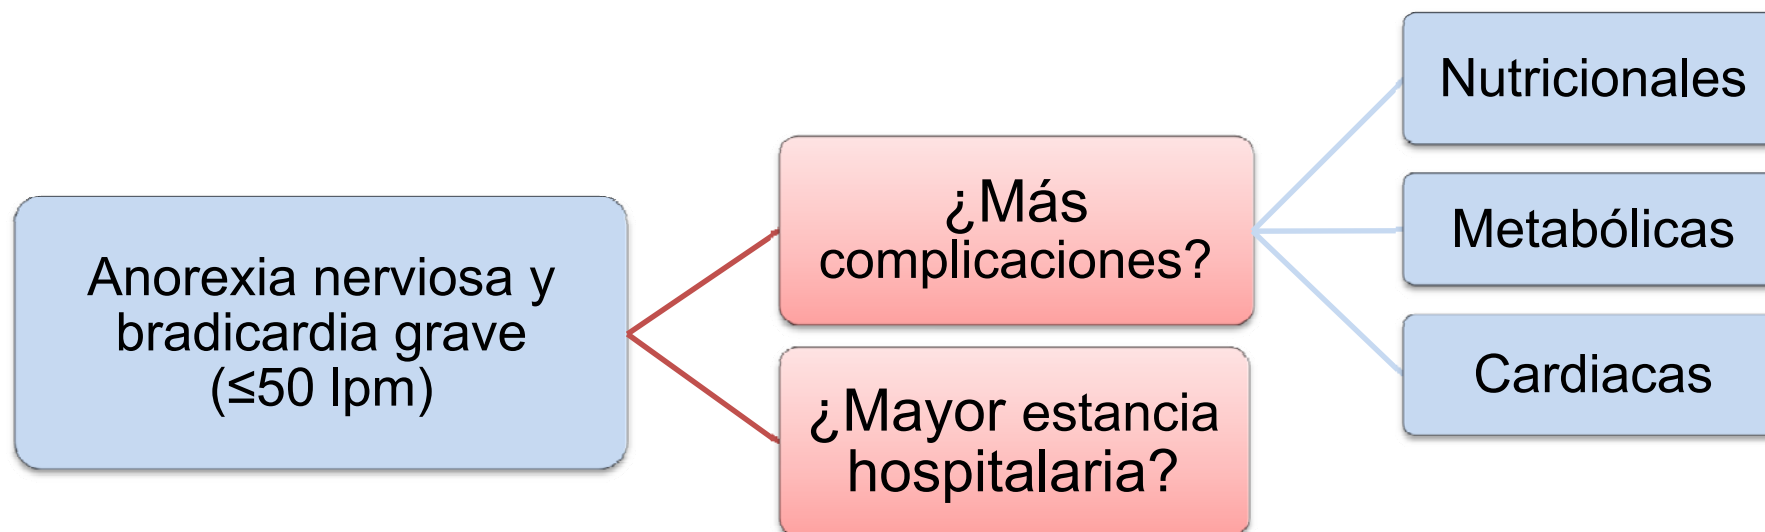 Anorexia nerviosa y
bradicardia grave
(≤50 lpm)
¿Más
complicaciones?
¿Mayor estancia
hospitalaria?
Nutricionales
Metabólicas
Cardiacas